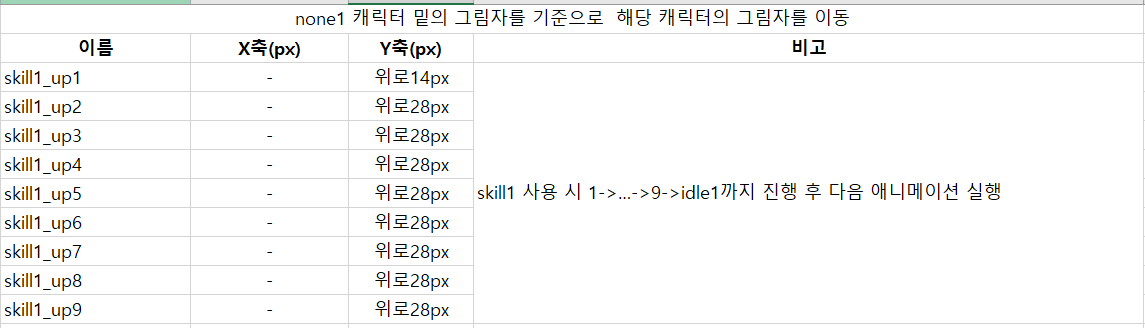 none1 캐릭터 밑의 그림자를 기준으로 해당 캐릭터의 그림자를 이동
이름 X축(px) Y축(px) 비고
skill1_up1 - 위로14px
skill1_up2 - 위로28px
skill1_up3 - 위로28px
skill1_up4 - 위로28px
skill1_up5 - 위로28px skill1 사용 시 1->...->9->idle1까지 진행 후 다음 애니메이션 실행
skill1_up6 - 위로28px
skill1_up7 - 위로28px
skill1_up8 - 위로28px
skill1_up9 - 위로28px